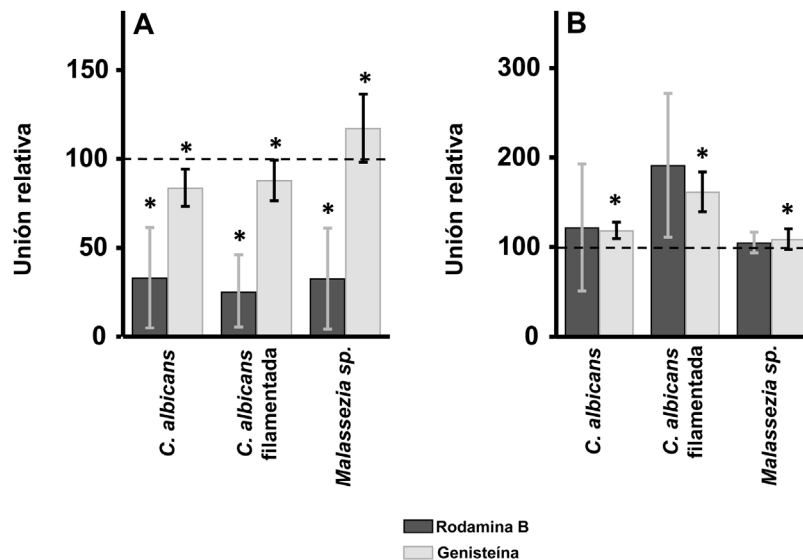 A
Unión relativa
150
100
50
0
* * * * * *
C. albicans
C. albicans
filamentada
Malassezia sp.
B
Unión relativa
300
200
100
0
* * *
C. albicans
C. albicans
filamentada
Malassezia sp.
Rodamina B
Genisteína